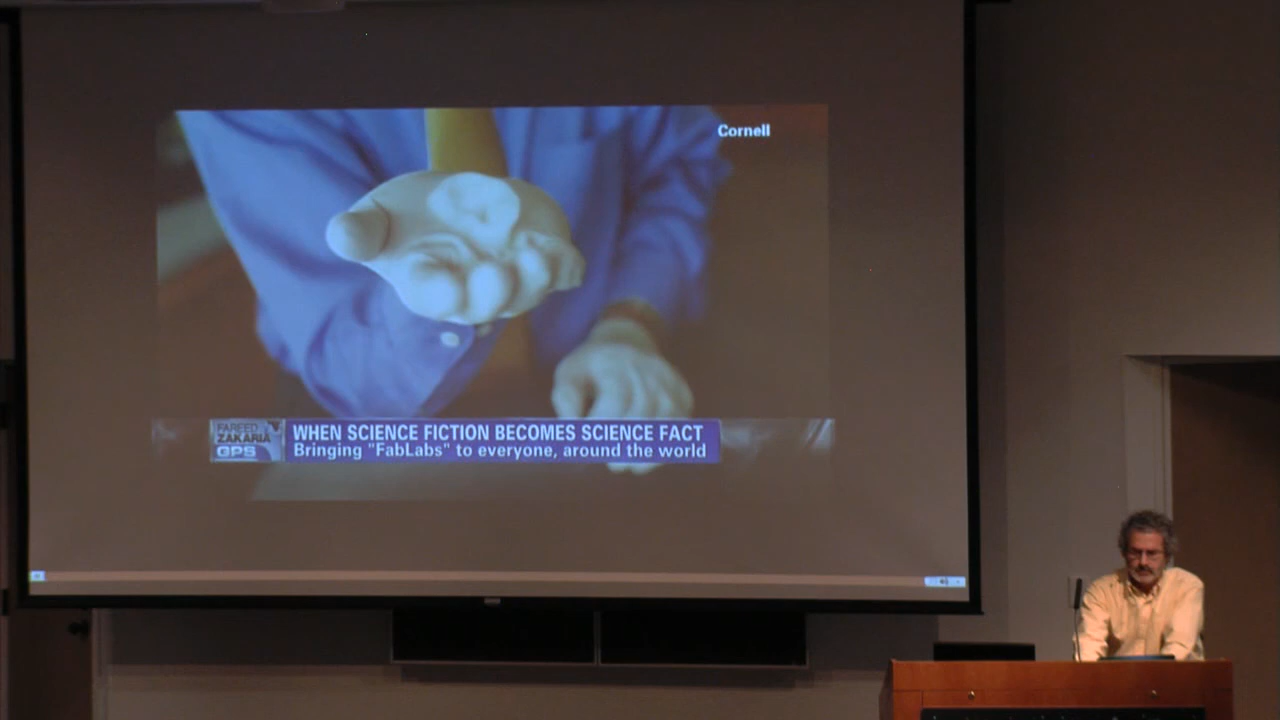 Cornell
FAREED
ZAKARIA
GPS
WHEN SCIENCE FICTION BECOMES SCIENCE FACT
Bringing "FabLabs" to everyone, around the world